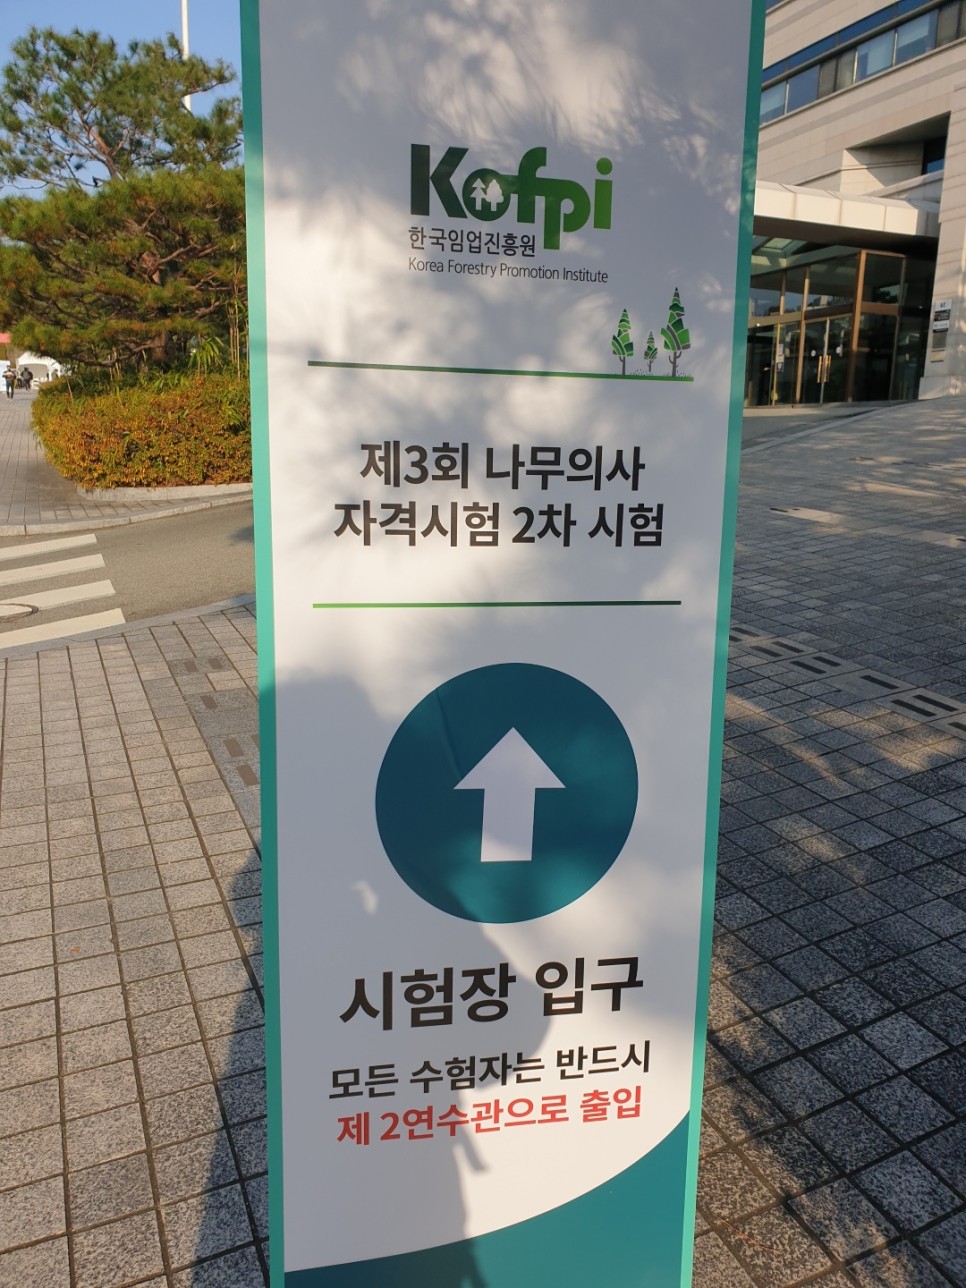 Kofpi
한국임업진흥원
Korea Forestry Promotion Institute
제3회 나무의사
자격시험 2차 시험
시험장 입구
모든 수험자는 반드시
제 2연수관으로 출입